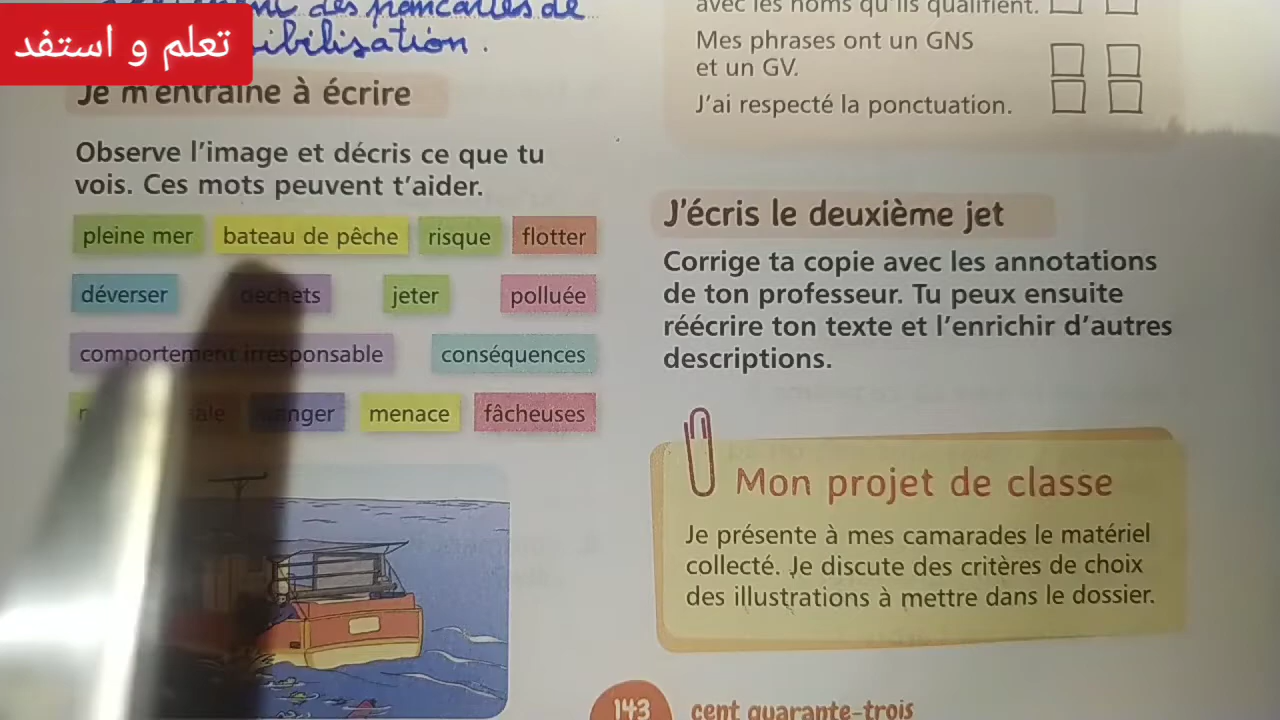 des pancartes de
sibilisation.
تعلم و استفد
Je m'entraîne à écrire
Observe l'image et décris ce que tu
vois. Ces mots peuvent t'aider.
pleine mer bateau de pêche risque flotter
déverser déchets jeter polluée
comportement irresponsable conséquences
menace fâcheuses
avec les noms qu'ils qualifient.
Mes phrases ont un GNS
et un GV.
J'ai respecté la ponctuation.
J'écris le deuxième jet
Corrige ta copie avec les annotations
de ton professeur. Tu peux ensuite
réécrire ton texte et l'enrichir d'autres
descriptions.
Mon projet de classe
Je présente à mes camarades le matériel
collecté. Je discute des critères de choix
des illustrations à mettre dans le dossier.
143 cent quarante-trois